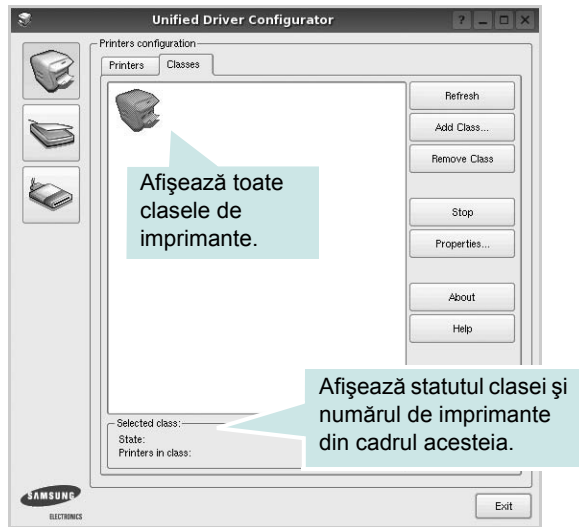 Unified Driver Configurator
Printers configuration
Printers
Classes
Refresh
Add Class...
Remove Class
Afişează toate
clasele de
imprimante.
Stop
Properties...
About
Help
Afişează statutul clasei şi
numărul de imprimante
din cadrul acesteia.
Selected class:
State:
Printers in class:
SAMSUNG
ELECTRONICS
Exit